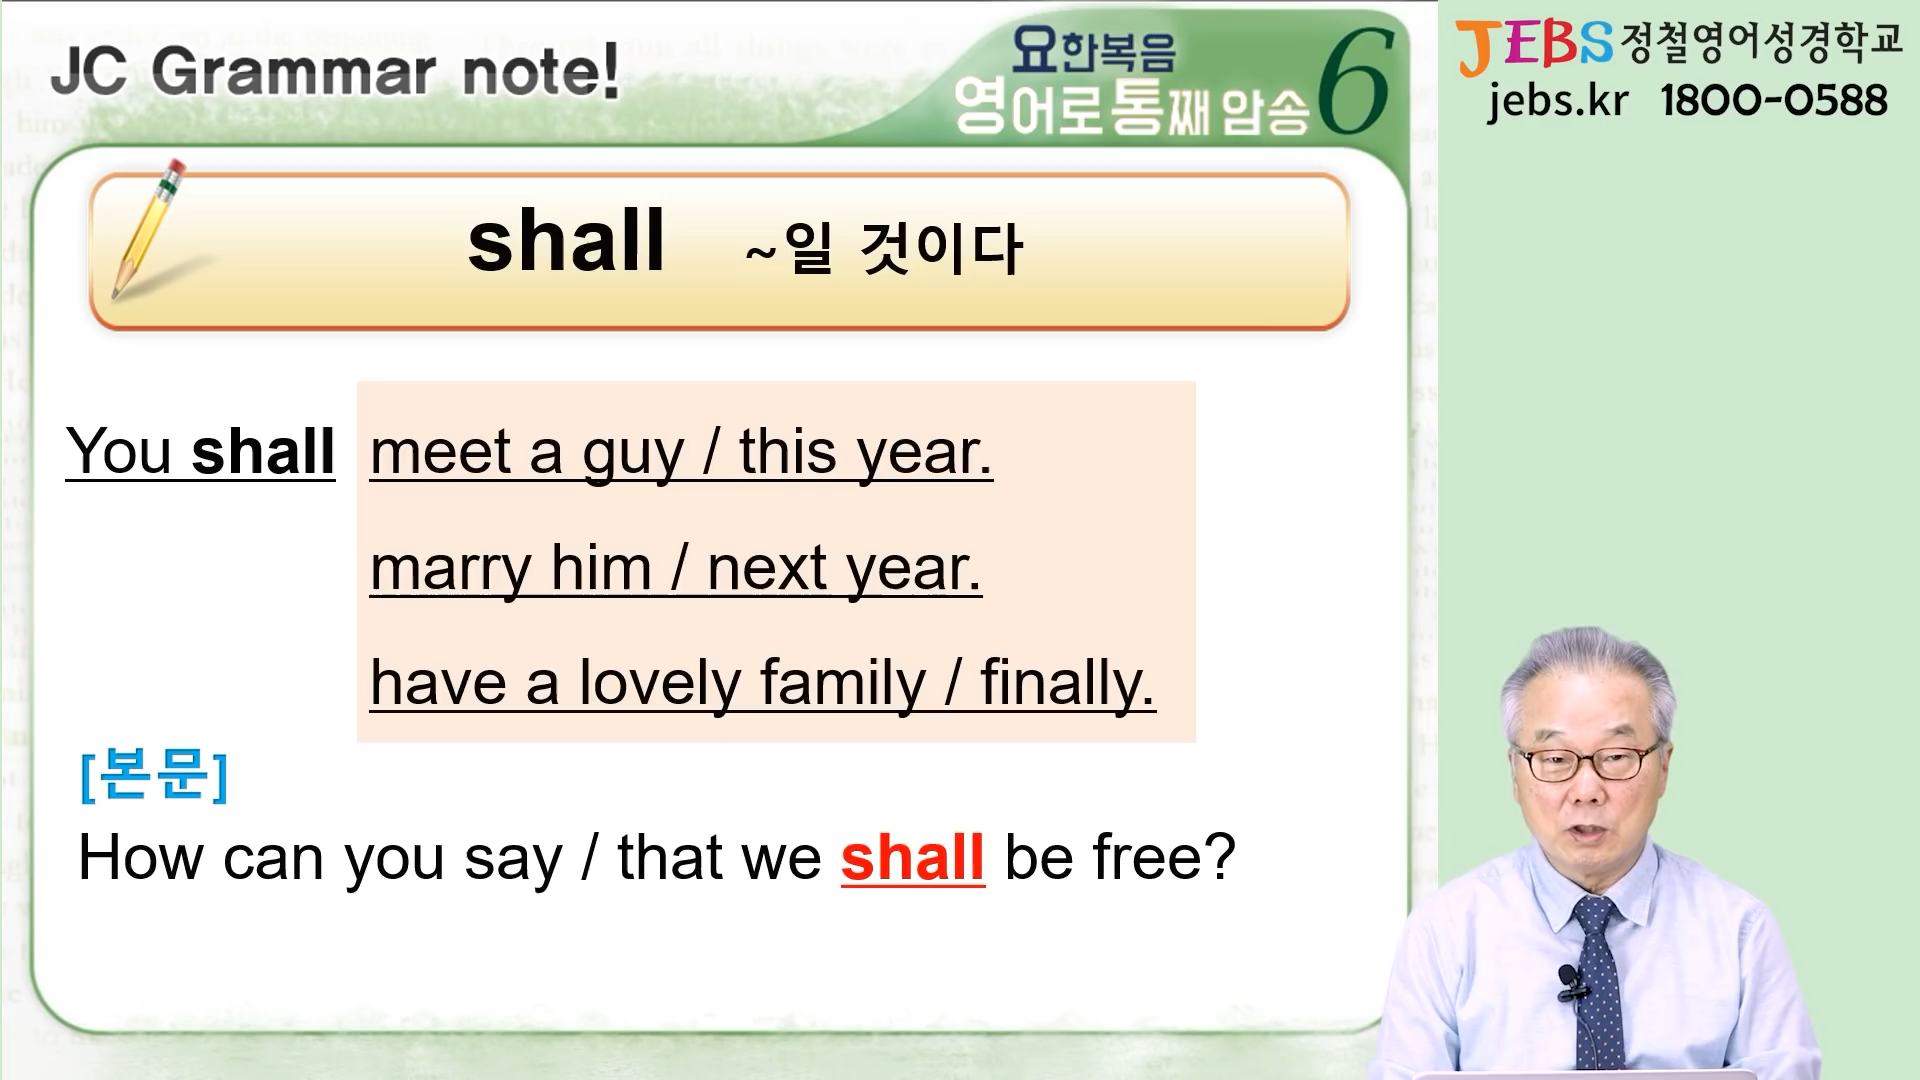 JC Grammar note!
요한복음
영어로 통째 암송 6
JEBS 정철영어성경학교
jebs.kr 1800-0588
shall ~일 것이다
You shall meet a guy / this year.
marry him / next year.
have a lovely family / finally.
[본문]
How can you say / that we shall be free?